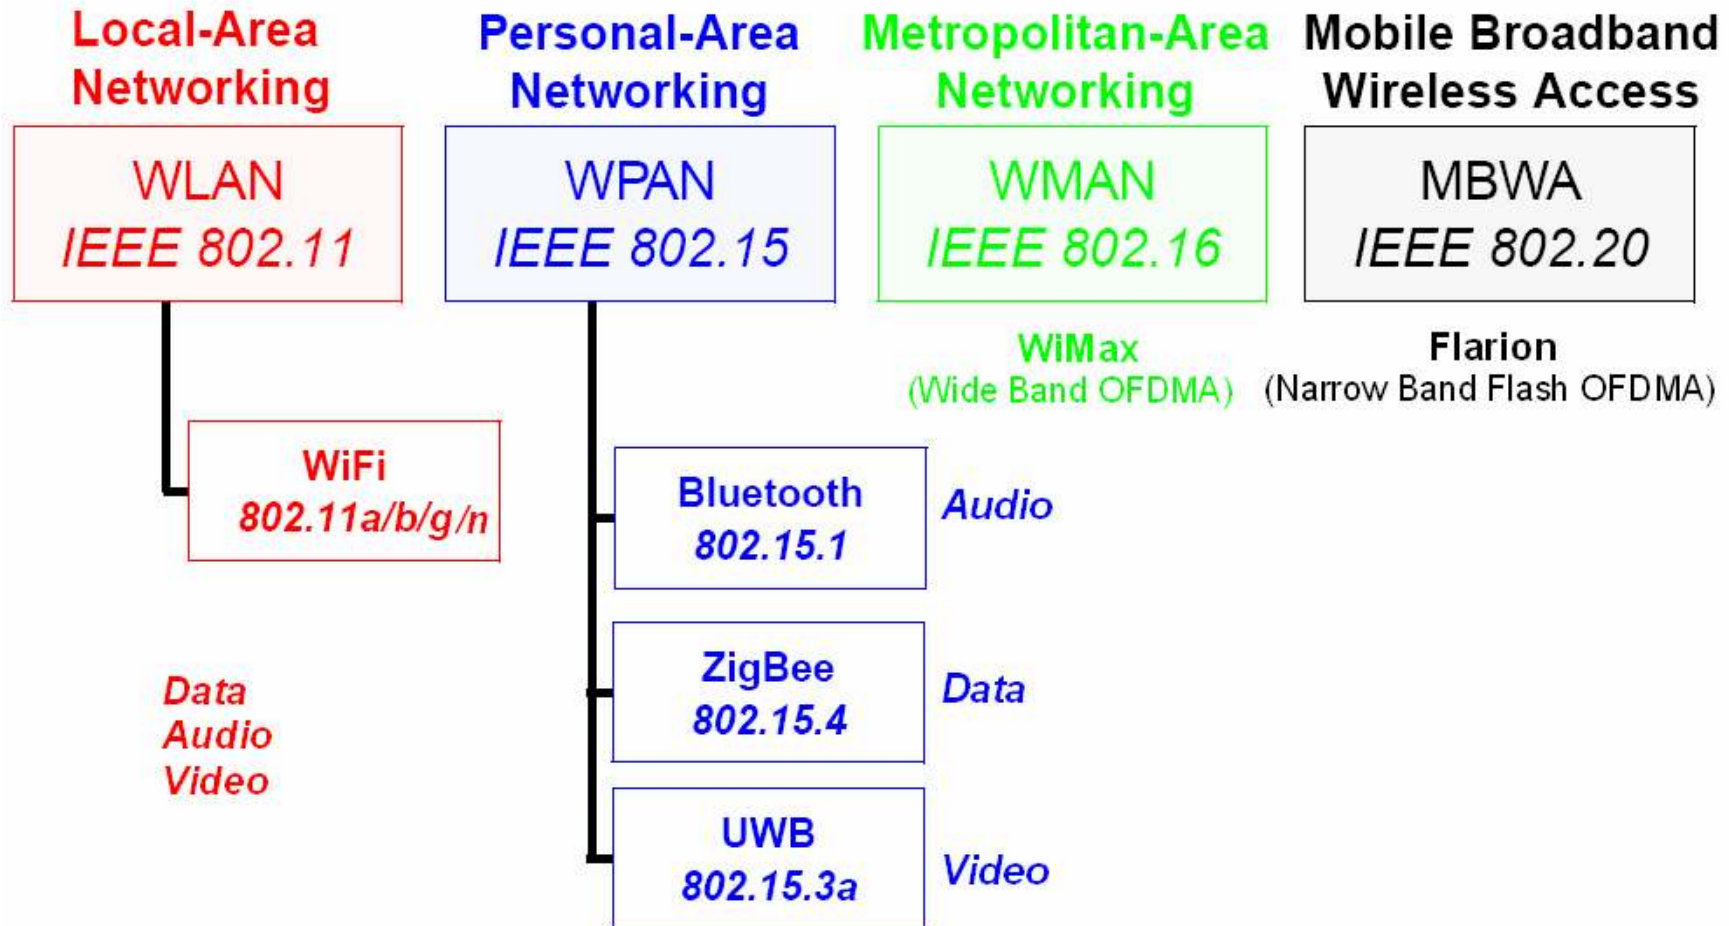 Local-Area
Networking
WLAN
IEEE 802.11
WiFi
802.11a/b/g/n
Data
Audio
Video
Personal-Area
Networking
WPAN
IEEE 802.15
Bluetooth
802.15.1
Audio
ZigBee
802.15.4
Data
UWB
802.15.3a
Video
Metropolitan-Area
Networking
WMAN
IEEE 802.16
WiMax
(Wide Band OFDMA)
Mobile Broadband
Wireless Access
MBWA
IEEE 802.20
Flarion
(Narrow Band Flash OFDMA)